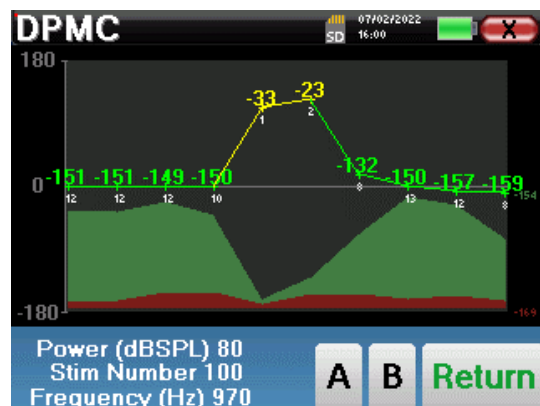 DPMC
SD
07/02/2022
16:00
X
180
-33
-23
1
2
-132
-151 -151 -149 -150
-150 -157 -159
0
-154
12 12 12 10
8
13 12 8
-180
-169
Power (dBSPL) 80
Stim Number 100
Frequency (Hz) 970
A B Return